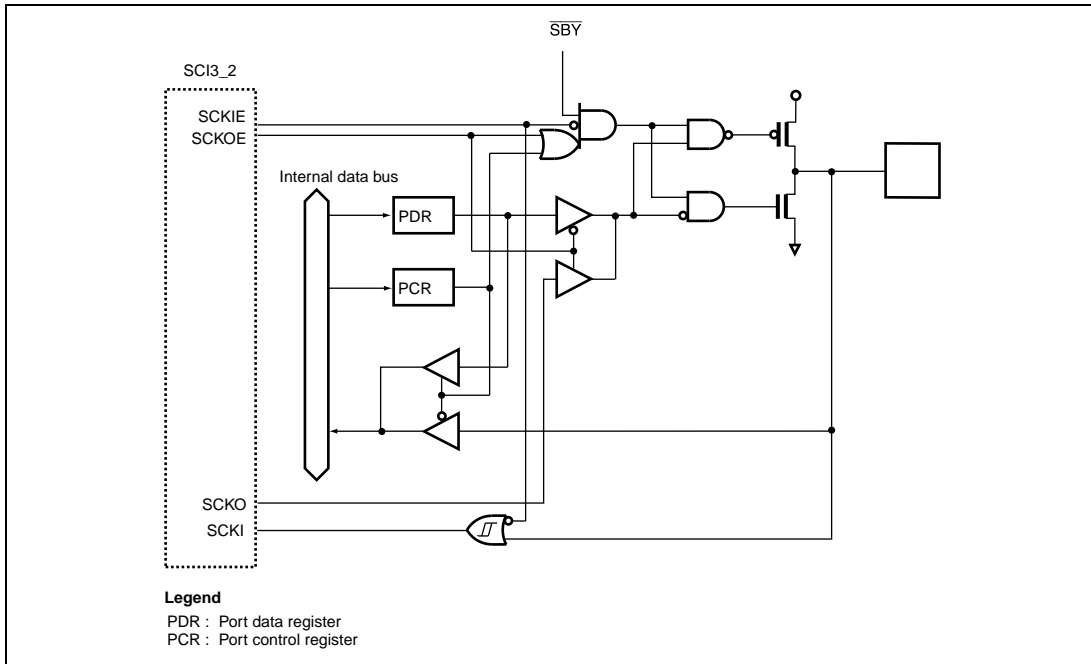 SBY
SCI3_2
SCKIE
SCKOE
Internal data bus
PDR
PCR
SCKO
SCKI
Legend
PDR : Port data register
PCR : Port control register